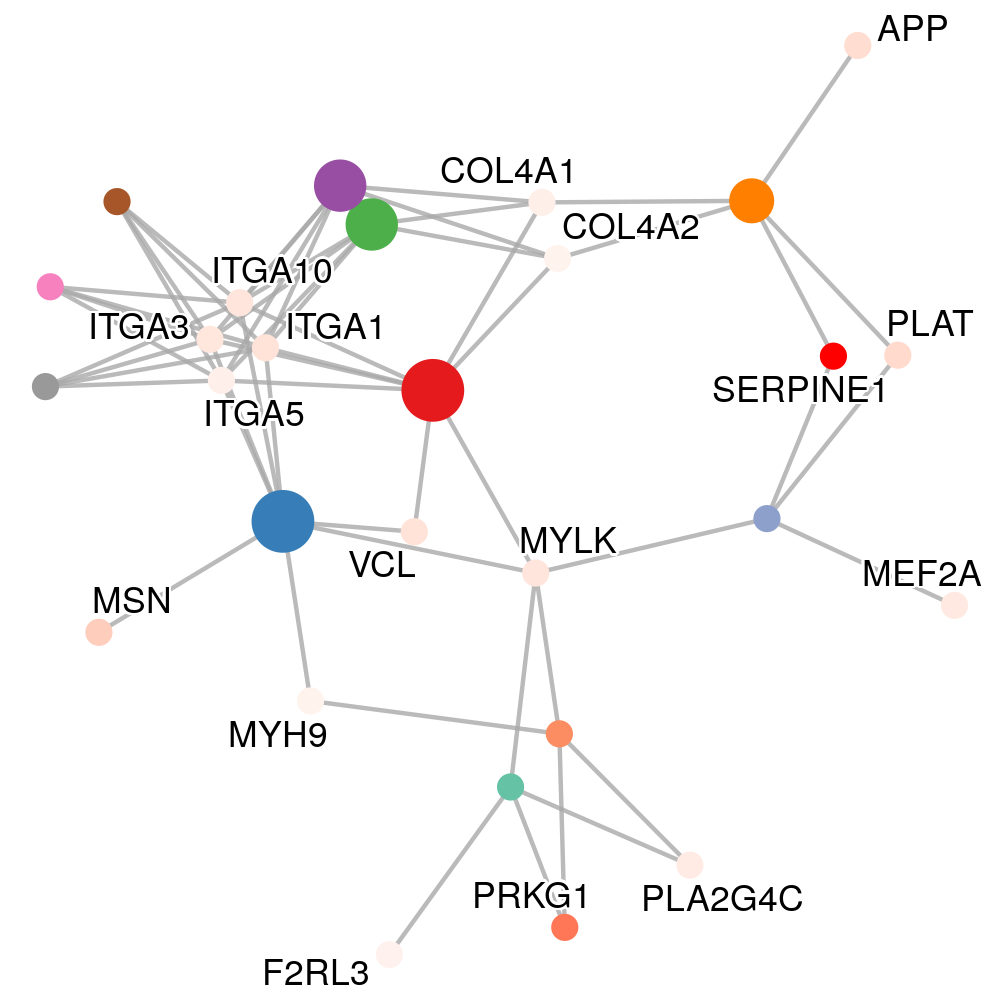 APP
COL4A1
COL4A2
ITGA10
ITGA3
ITGA1
PLAT
SERPINE1
ITGA5
MYLK
VCL
MEF2A
MSN
MYH9
PRKG1
PLA2G4C
F2RL3